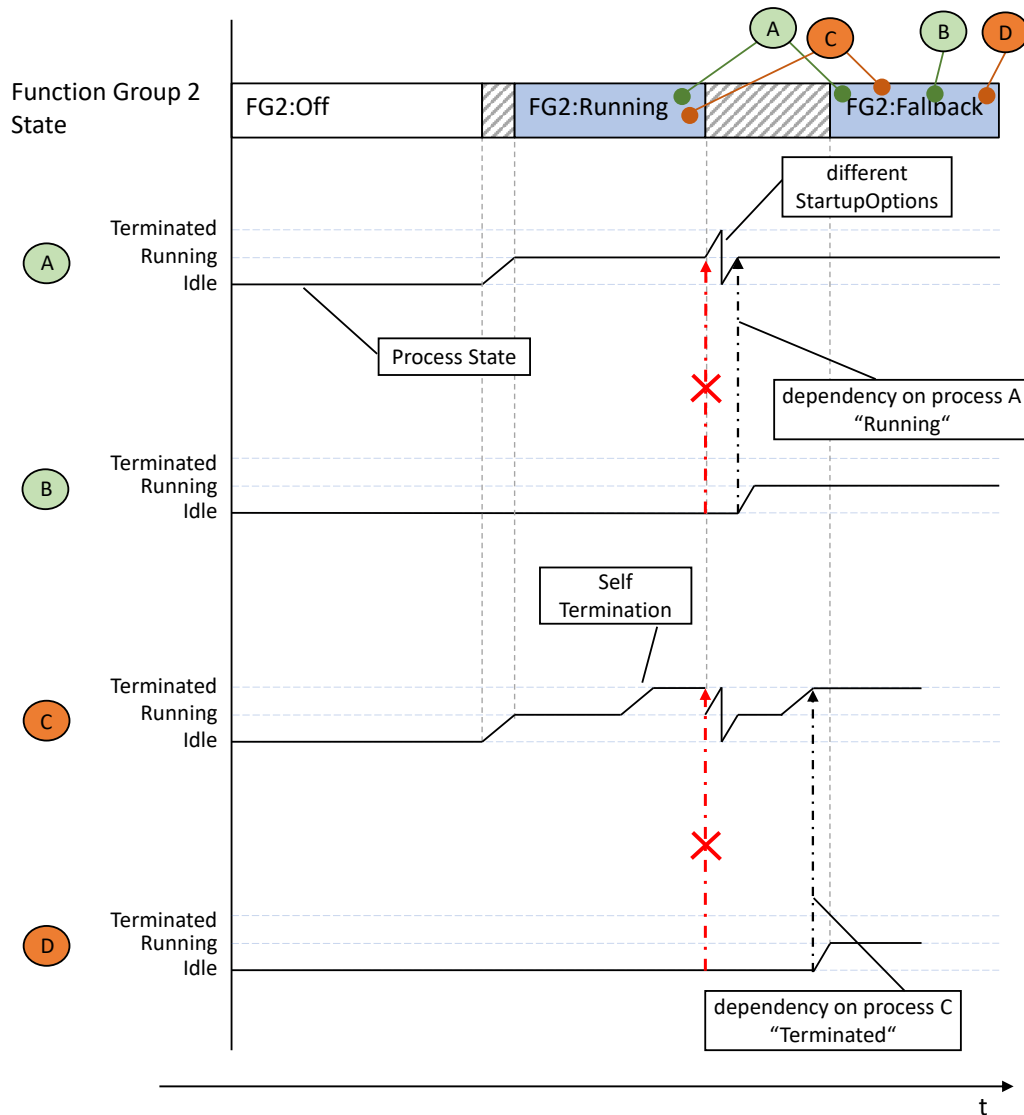 A
C
B
D
Function Group 2
State
FG2:Off
FG2:Running
FG2:Fallback
different
StartupOptions
A
Terminated
Running
Idle
Process State
dependency on process A
“Running“
B
Terminated
Running
Idle
Self
Termination
C
Terminated
Running
Idle
D
Terminated
Running
Idle
dependency on process C
“Terminated“
t